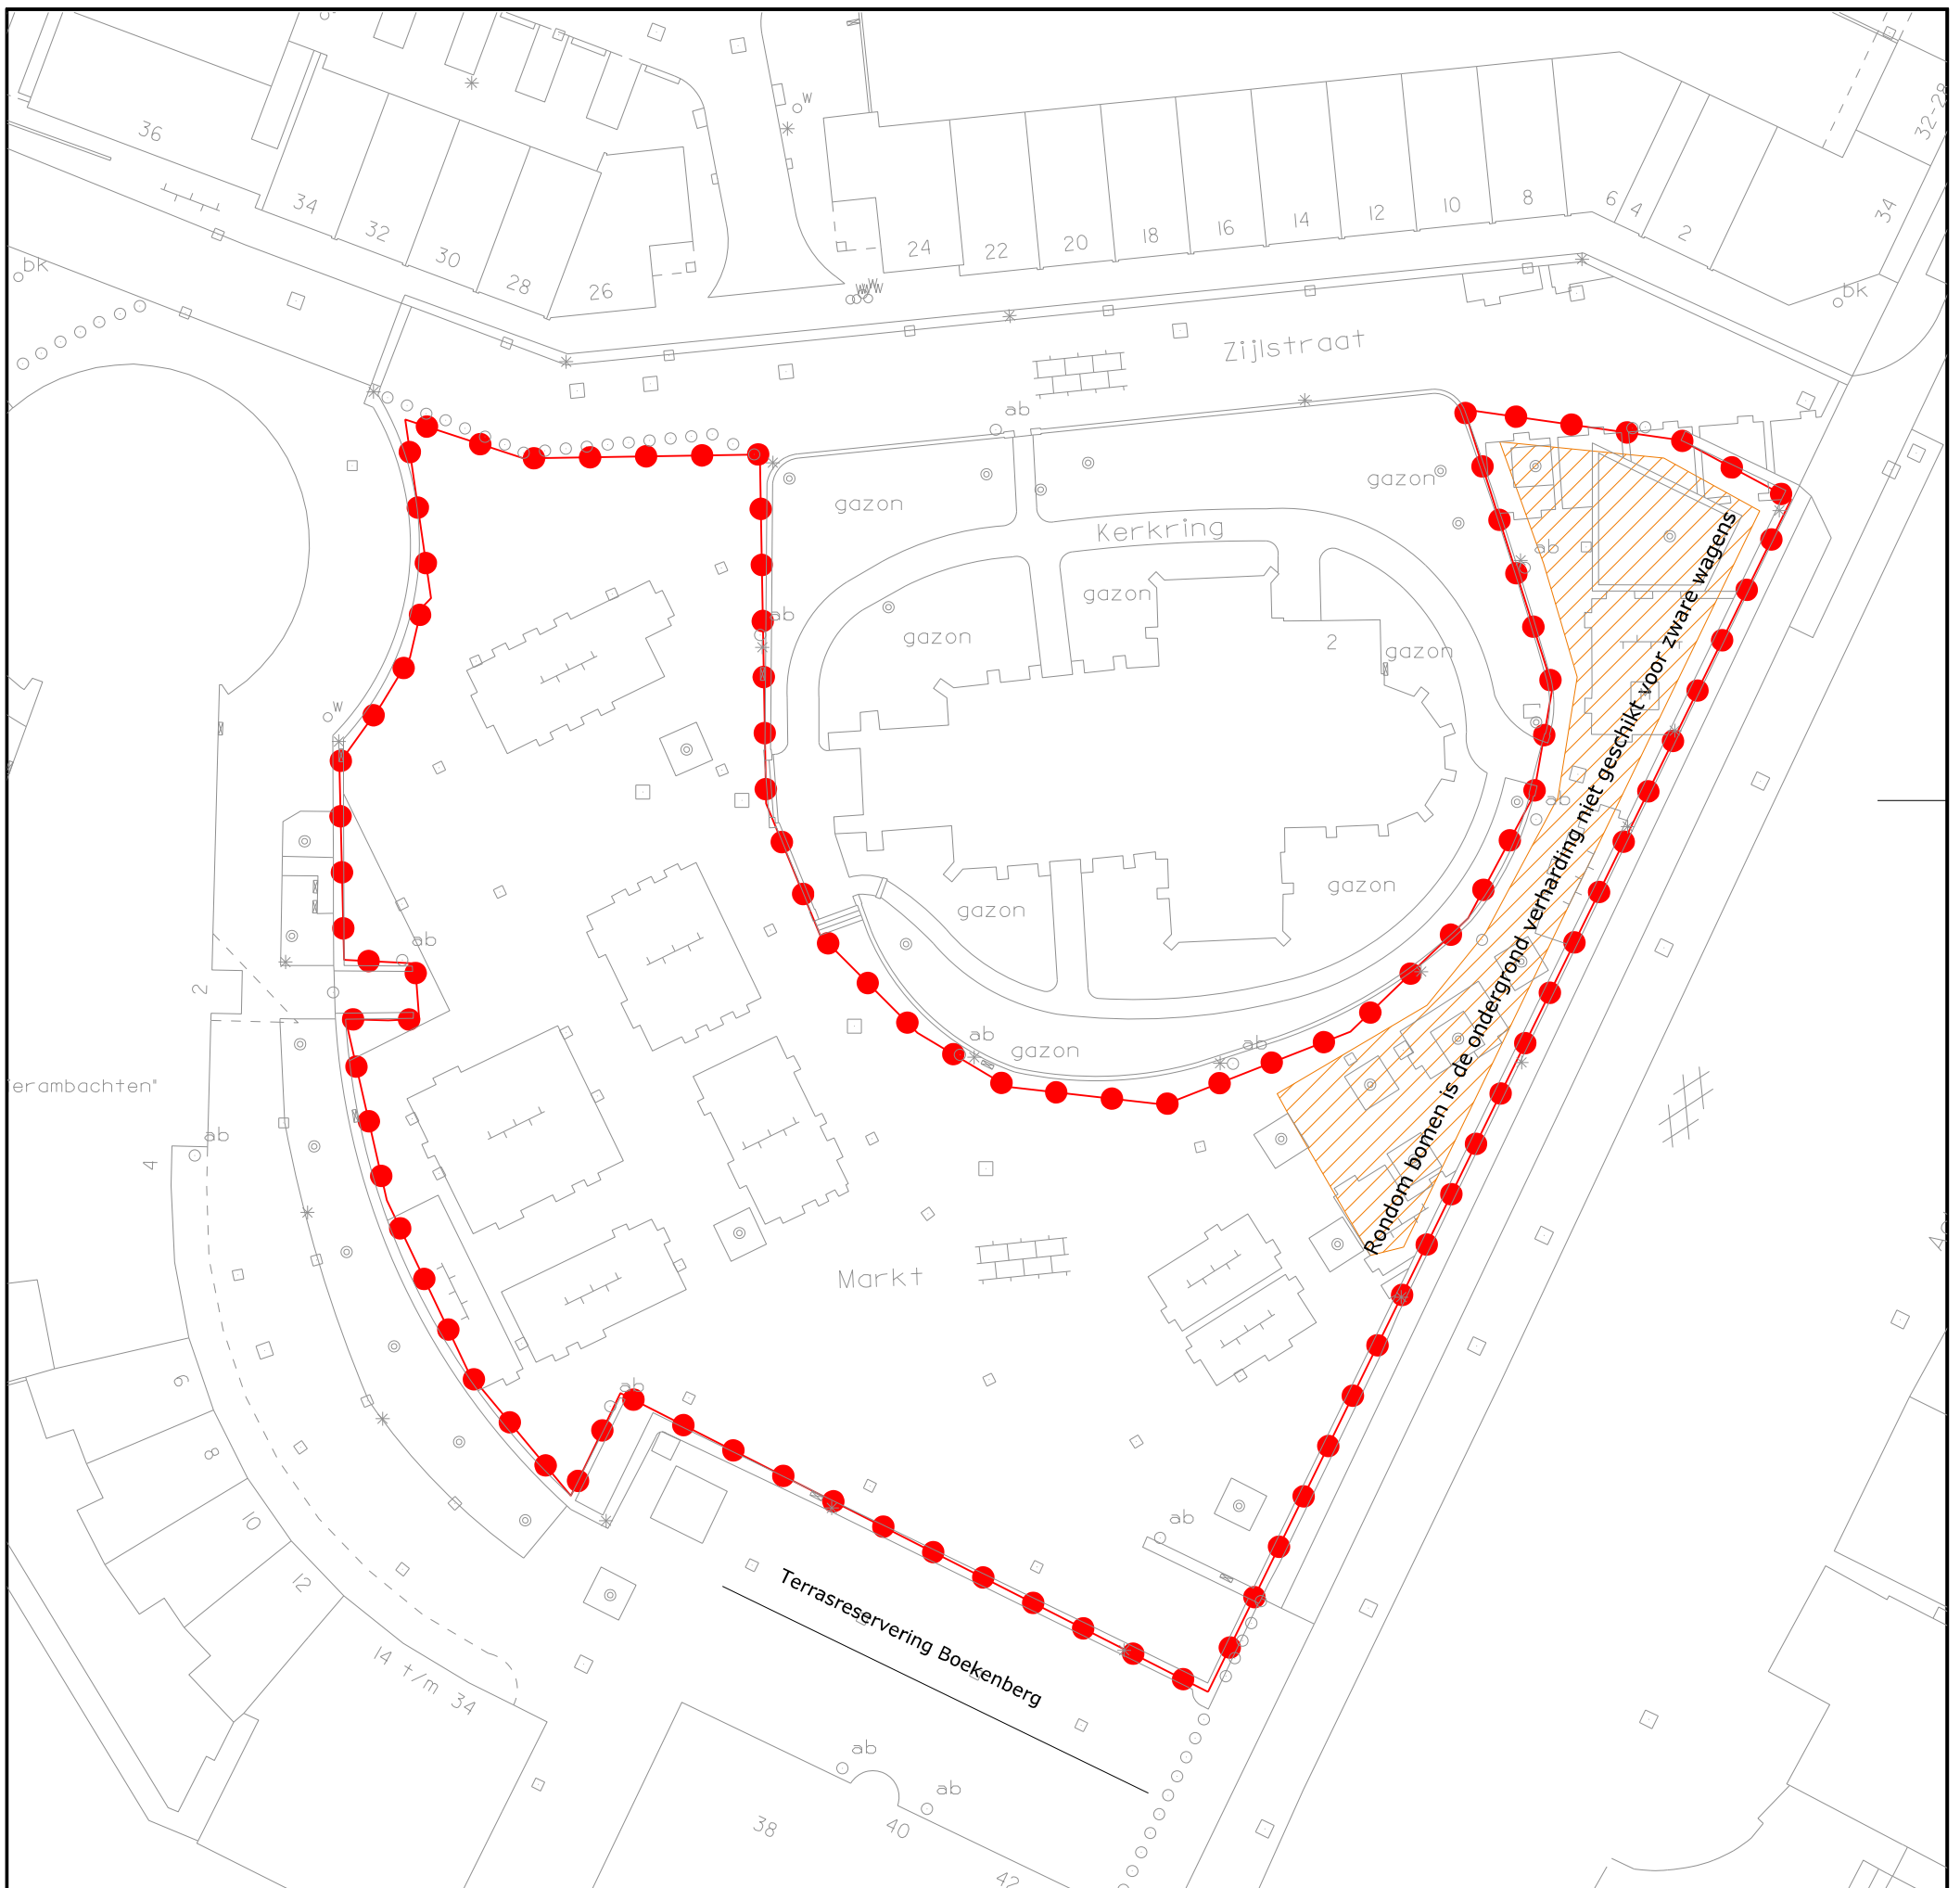 W
36
34
32
30
28
26
24
22
20
18
16
14
12
10
8
6
4
2
34
32-28
bk
WWW
bk
Zijlstraat
ab
gazon
gazon
Kerkring
ab
gazon
ab
gazon
2
gazon
W
ab
gazon
gazon
ab
2
ab
gazon
ab
erambachten"
ab
4
Rondom bomen is de ondergrond verharding niet geschikt voor zware wagens
Markt
6
ab
8
10
ab
12
Terrasreservering Boekenberg
14 t/m 34
ab
ab
38
40
42